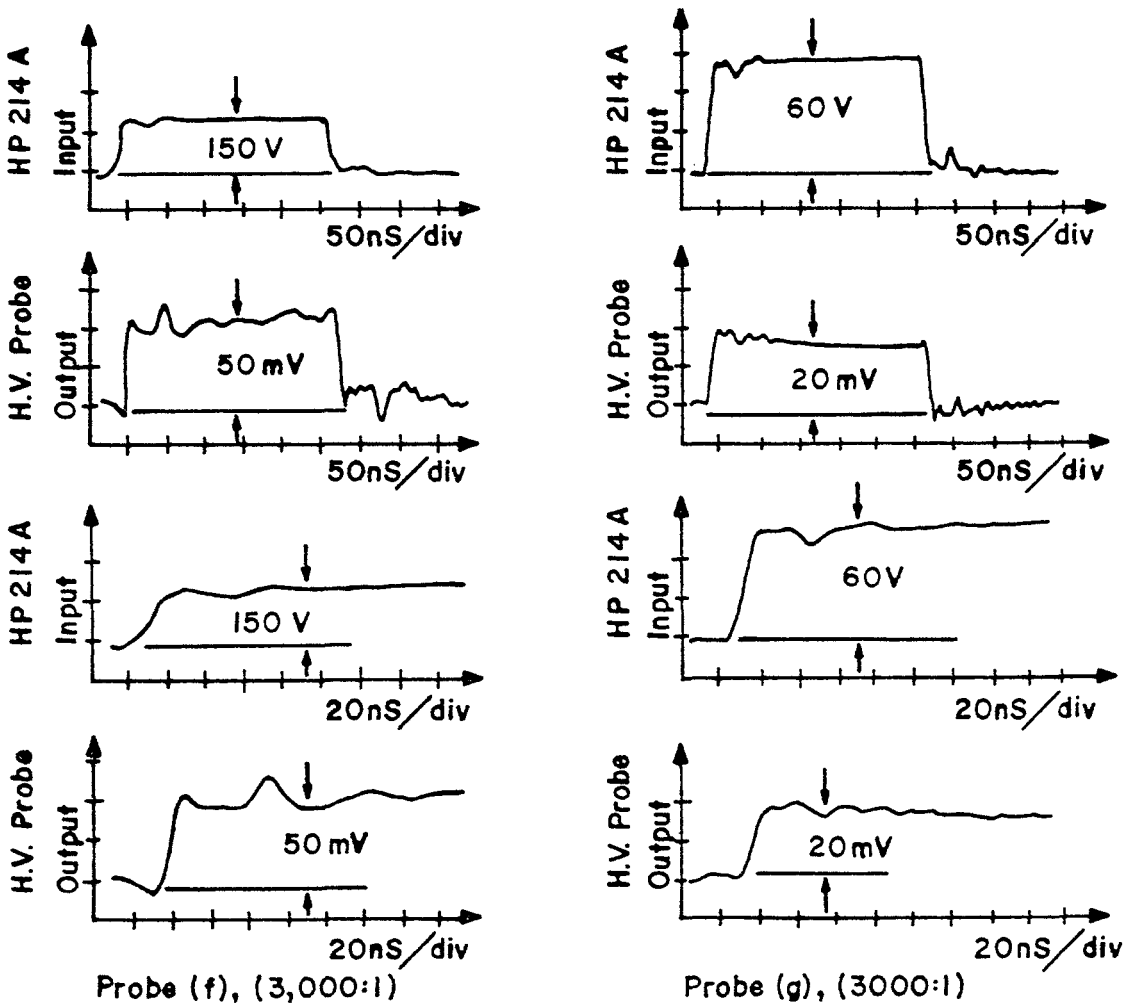 HP 214 A
Input
150 V
50nS/div
H.V. Probe
Output
50 mV
50nS/div
HP 214 A
Input
150 V
20nS/div
H.V. Probe
Output
50 mV
20nS/div
Probe (f), (3,000:1)
HP 214 A
Input
60 V
50nS/div
H.V. Probe
Output
20 mV
50nS/div
HP 214 A
Input
60V
20nS/div
H.V. Probe
Output
20 mV
20nS/div
Probe (g), (3000:1)